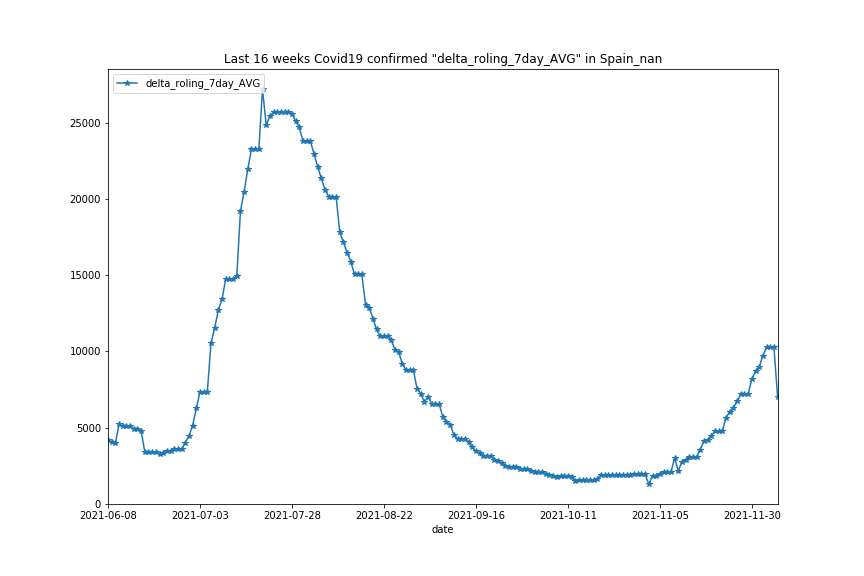 Last 16 weeks Covid19 confirmed "delta_roling_7day_AVG" in Spain_nan
delta_roling_7day_AVG
25000
20000
15000
10000
5000
0
2021-06-08 2021-07-03 2021-07-28 2021-08-22 2021-09-16 2021-10-11 2021-11-05 2021-11-30
date